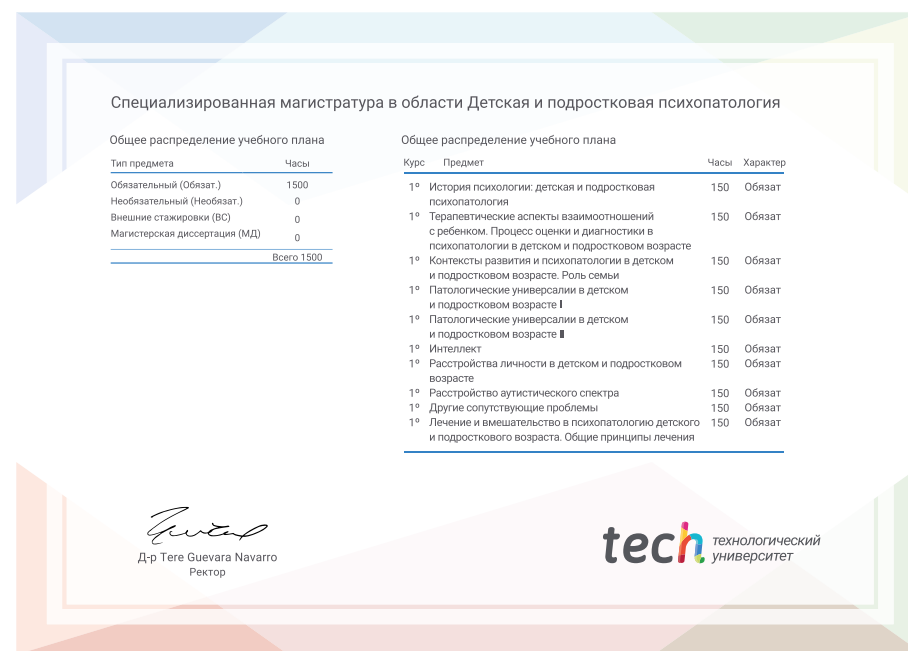 Специализированная магистратура в области Детская и подростковая психопатология
Общее распределение учебного плана
Тип предмета Часы
Обязательный (Обязат.) 1500
Необязательный (Необязат.) 0
Внешние стажировки (ВС) 0
Магистерская диссертация (МД) 0
Всего 1500
Общее распределение учебного плана
Курс Предмет Часы Характер
1º История психологии: детская и подростковая 150 Обязат
психопатология
1º Терапевтические аспекты взаимоотношений 150 Обязат
с ребенком. Процесс оценки и диагностики в
психопатологии в детском и подростковом возрасте
1º Контексты развития и психопатологии в детском 150 Обязат
и подростковом возрасте. Роль семьи
1º Патологические универсалии в детском 150 Обязат
и подростковом возрасте I
1º Патологические универсалии в детском 150 Обязат
и подростковом возрасте II
1º Интеллект 150 Обязат
1º Расстройства личности в детском и подростковом 150 Обязат
возрасте
1º Расстройство аутистического спектра 150 Обязат
1º Другие сопутствующие проблемы 150 Обязат
1º Лечение и вмешательство в психопатологию детского 150 Обязат
и подросткового возраста. Общие принципы лечения
Д-р Tere Guevara Navarro
Ректор
tech технологический
университет